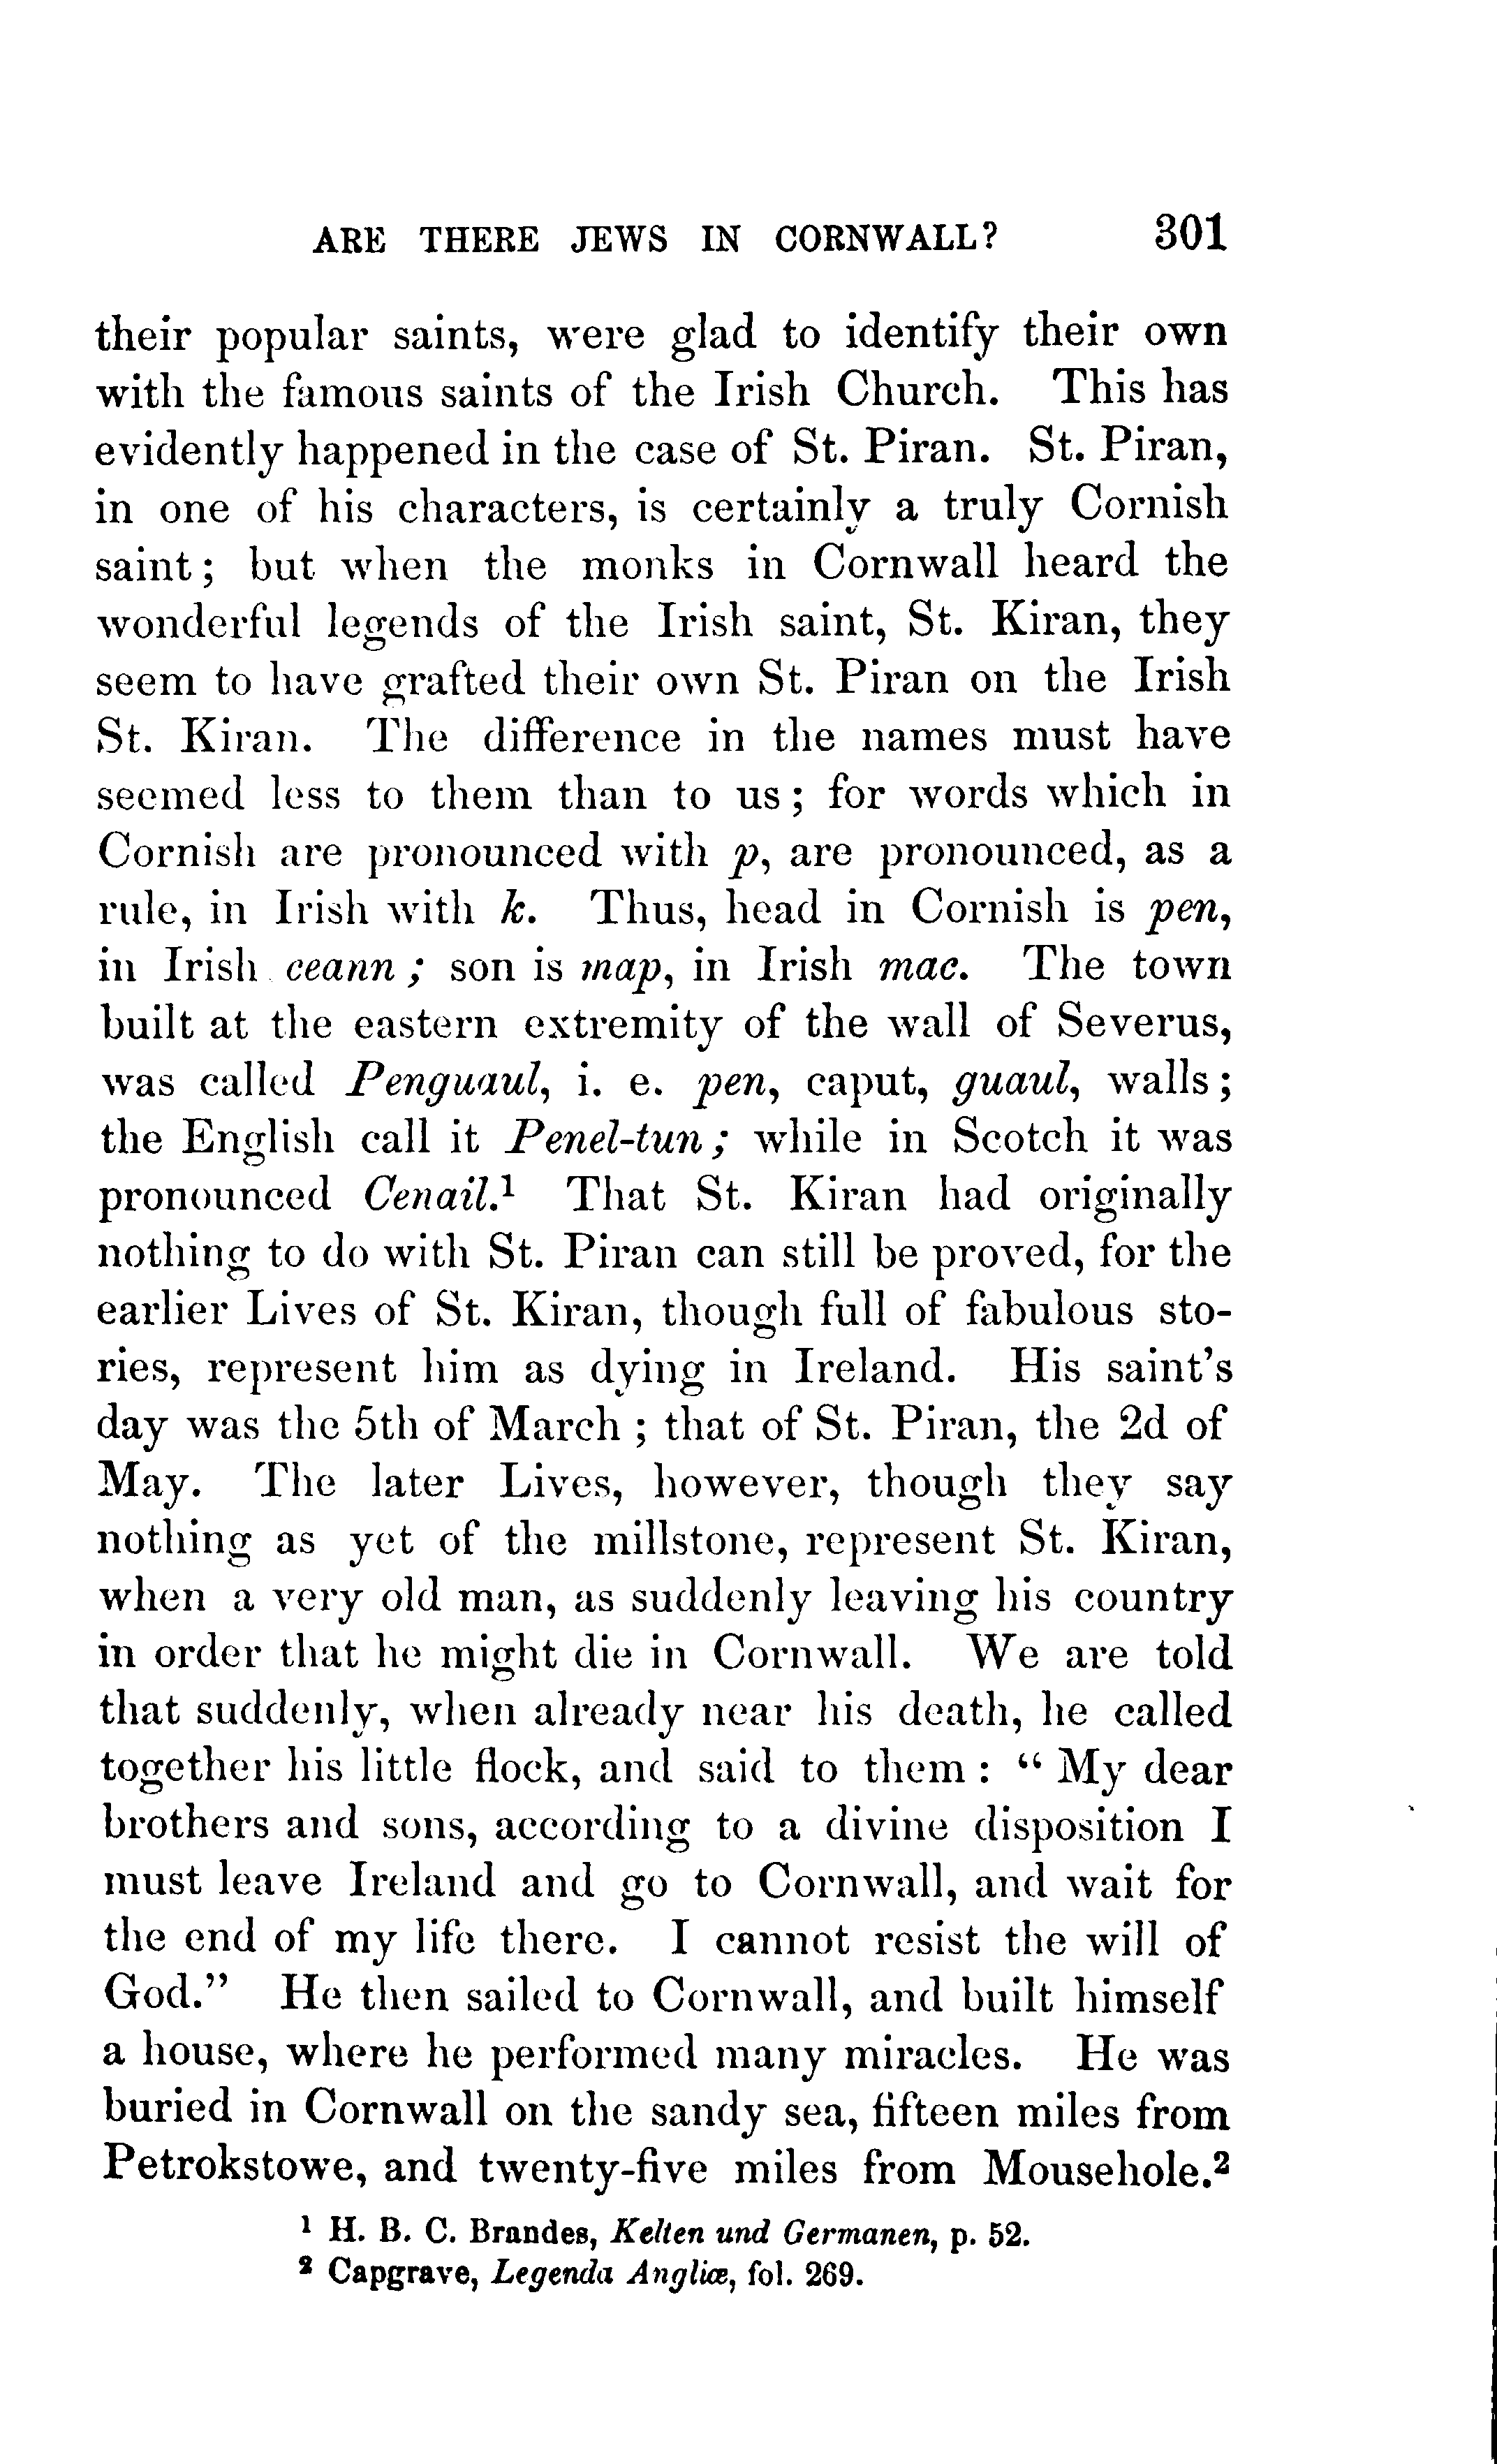 ARE THERE JEWS IN CORNWALL? 301
their popular saints, were glad to identify their own
with the famous saints of the Irish Church. This has
evidently happened in the case of St. Piran. St. Piran,
in one of his characters, is certainly a truly Cornish
saint; but when the monks in Cornwall heard the
wonderful legends of the Irish saint, St. Kiran, they
seem to have grafted their own St. Piran on the Irish
St. Kiran. The difference in the names must have
seemed less to them than to us; for words which in
Cornish are pronounced with p, are pronounced, as a
rule, in Irish with k. Thus, head in Cornish is pen,
in Irish ceann; son is map, in Irish mac. The town
built at the eastern extremity of the wall of Severus,
was called Penguaul, i. e. pen, caput, guaul, walls;
the English call it Penel-tun; while in Scotch it was
pronounced Cenail.¹ That St. Kiran had originally
nothing to do with St. Piran can still be proved, for the
earlier Lives of St. Kiran, though full of fabulous sto-
ries, represent him as dying in Ireland. His saint's
day was the 5th of March; that of St. Piran, the 2d of
May. The later Lives, however, though they say
nothing as yet of the millstone, represent St. Kiran,
when a very old man, as suddenly leaving his country
in order that he might die in Cornwall. We are told
that suddenly, when already near his death, he called
together his little flock, and said to them: "My dear
brothers and sons, according to a divine disposition I
must leave Ireland and go to Cornwall, and wait for
the end of my life there. I cannot resist the will of
God." He then sailed to Cornwall, and built himself
a house, where he performed many miracles. He was
buried in Cornwall on the sandy sea, fifteen miles from
Petrokstowe, and twenty-five miles from Mousehole.²
¹ H. B. C. Brandes, Kelten und Germanen, p. 52.
² Capgrave, Legenda Angliæ, fol. 269.